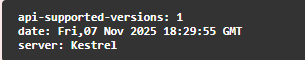 api-supported-versions: 1
date: Fri,07 Nov 2025 18:29:55 GMT
server: Kestrel